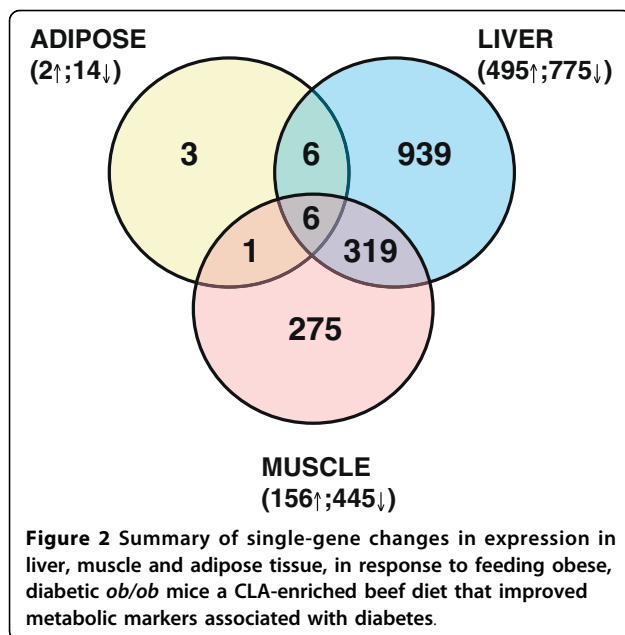 ADIPOSE
(2↑;14↓)
LIVER
(495↑;775↓)
3
6
939
6
1
319
275
MUSCLE
(156↑;445↓)
Figure 2 Summary of single-gene changes in expression in
liver, muscle and adipose tissue, in response to feeding obese,
diabetic ob/ob mice a CLA-enriched beef diet that improved
metabolic markers associated with diabetes.